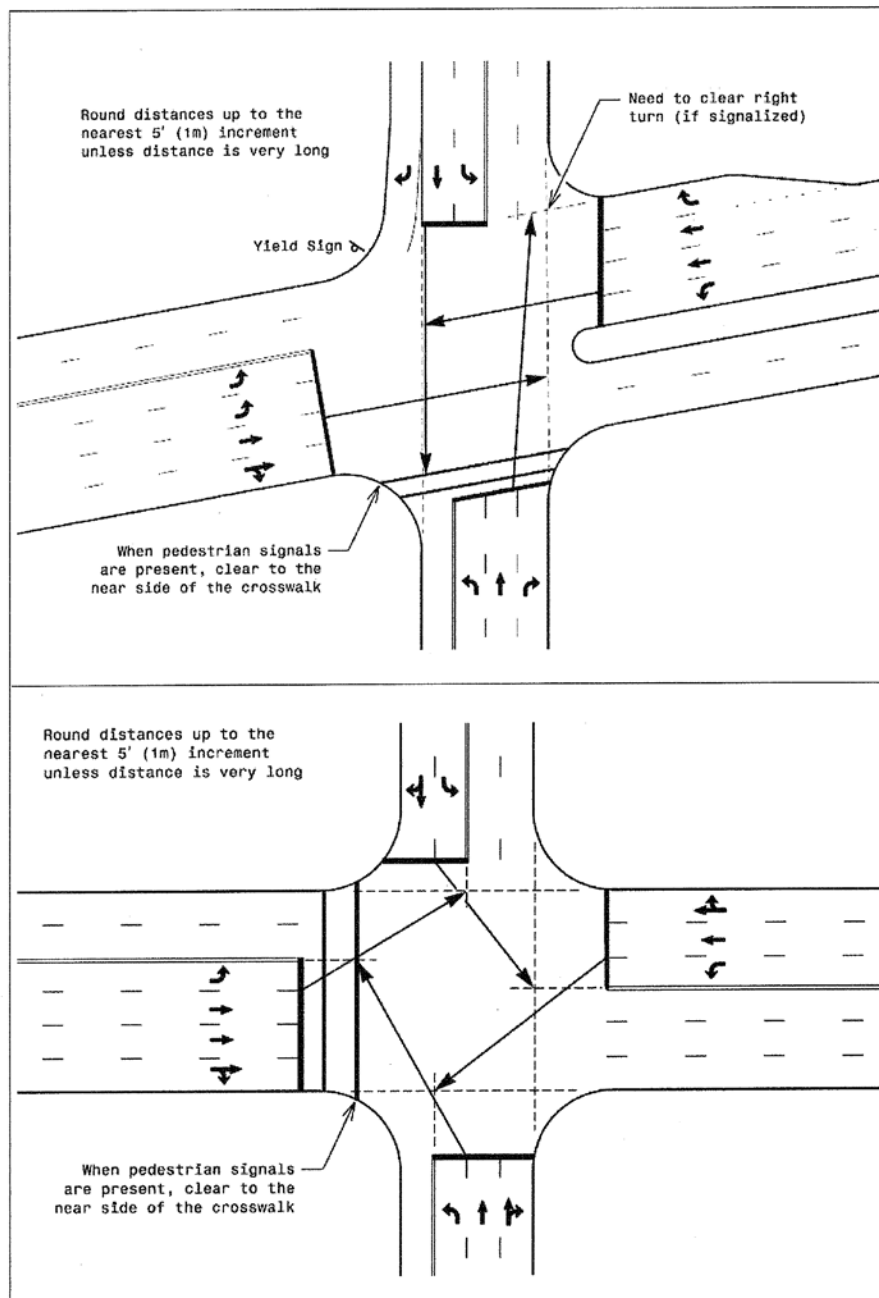 Round distances up to the
nearest 5' (1m) increment
unless distance is very long
Need to clear right
turn (if signalized)
Yield Sign
When pedestrian signals
are present, clear to the
near side of the crosswalk
Round distances up to the
nearest 5' (1m) increment
unless distance is very long
When pedestrian signals
are present, clear to the
near side of the crosswalk